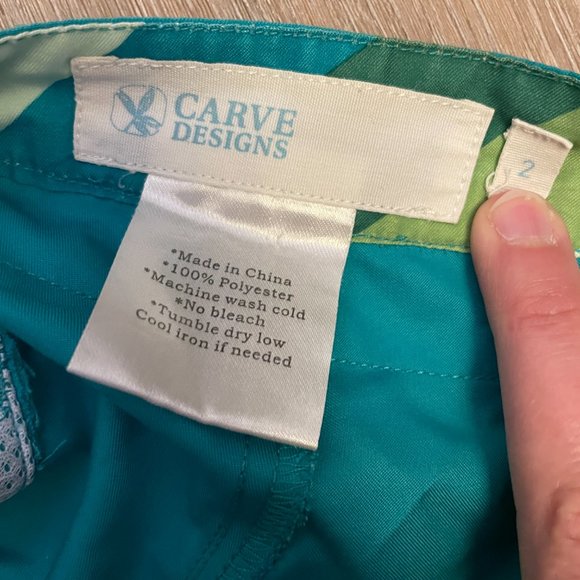 CARVE
DESIGNS
2
*Made in China
*100% Polyester
*Machine wash cold
*No bleach
*Tumble dry low
Cool iron if needed